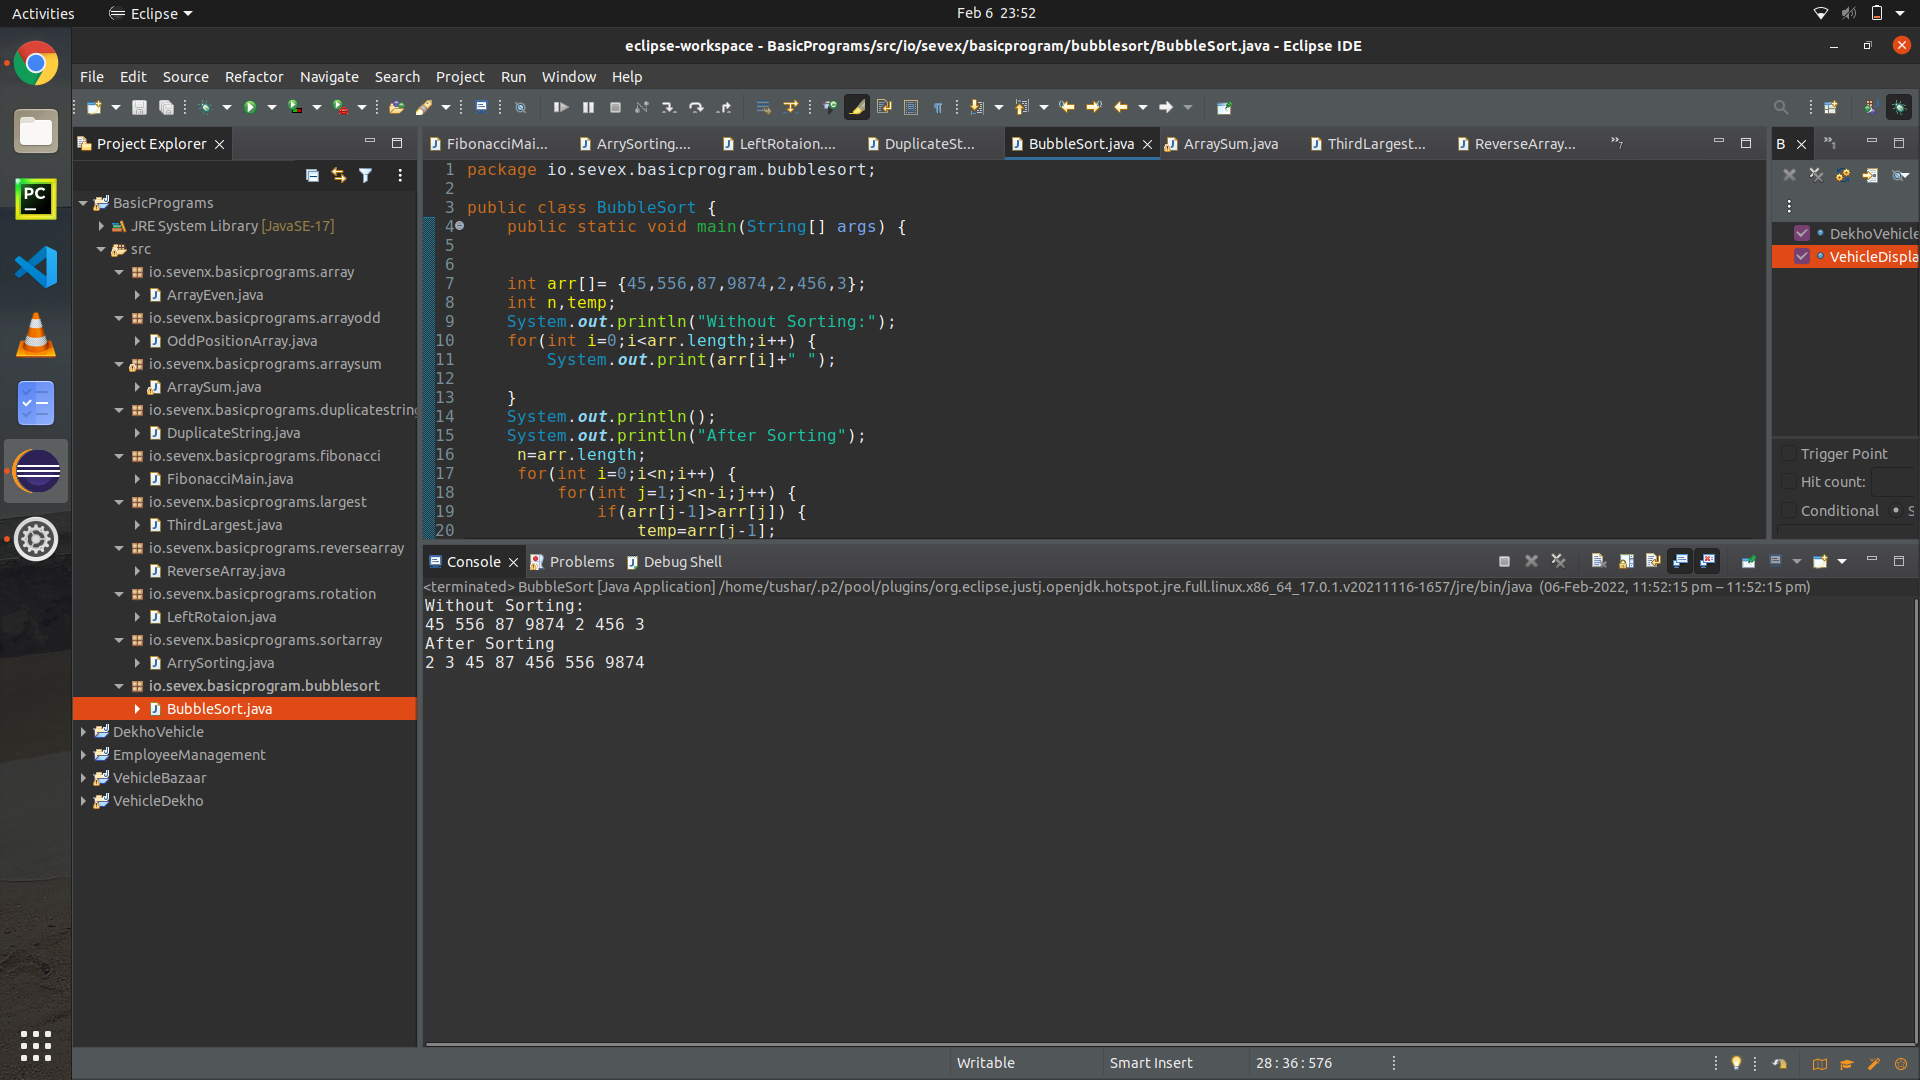 Activities Eclipse Feb 6 23:52
eclipse-workspace - BasicPrograms/src/io/sevex/basicprogram/bubblesort/BubbleSort.java - Eclipse IDE
File Edit Source Refactor Navigate Search Project Run Window Help
Project Explorer
BasicPrograms
JRE System Library [JavaSE-17]
src
io.sevenx.basicprograms.array
ArrayEven.java
io.sevenx.basicprograms.arrayodd
OddPositionArray.java
io.sevenx.basicprograms.arraysum
ArraySum.java
io.sevenx.basicprograms.duplicatestring
DuplicateString.java
io.sevenx.basicprograms.fibonacci
FibonacciMain.java
io.sevenx.basicprograms.largest
ThirdLargest.java
io.sevenx.basicprograms.reversearray
ReverseArray.java
io.sevenx.basicprograms.rotation
LeftRotaion.java
io.sevenx.basicprograms.sortarray
ArrySorting.java
io.sevex.basicprogram.bubblesort
BubbleSort.java
DekhoVehicle
EmployeeManagement
VehicleBazaar
VehicleDekho
PC
FibonacciMai... ArrySorting.... LeftRotaion.... DuplicateSt... BubbleSort.java ArraySum.java ThirdLargest... ReverseArray... »7
1 package io.sevex.basicprogram.bubblesort;
2
3 public class BubbleSort {
4 public static void main(String[] args) {
5
6
7 int arr[]= {45,556,87,9874,2,456,3};
8 int n,temp;
9 System.out.println("Without Sorting:");
10 for(int i=0;i<arr.length;i++) {
11 System.out.print(arr[i]+" ");
12
13 }
14 System.out.println();
15 System.out.println("After Sorting");
16 n=arr.length;
17 for(int i=0;i<n;i++) {
18 for(int j=1;j<n-i;j++) {
19 if(arr[j-1]>arr[j]) {
20 temp=arr[j-1];
B »1
DekhoVehicle
VehicleDispla
Trigger Point
Hit count:
Conditional S
Console Problems Debug Shell
<terminated> BubbleSort [Java Application] /home/tushar/.p2/pool/plugins/org.eclipse.justj.openjdk.hotspot.jre.full.linux.x86_64_17.0.1.v20211116-1657/jre/bin/java (06-Feb-2022, 11:52:15 pm – 11:52:15 pm)
Without Sorting:
45 556 87 9874 2 456 3
After Sorting
2 3 45 87 456 556 9874
Writable Smart Insert 28 : 36 : 576